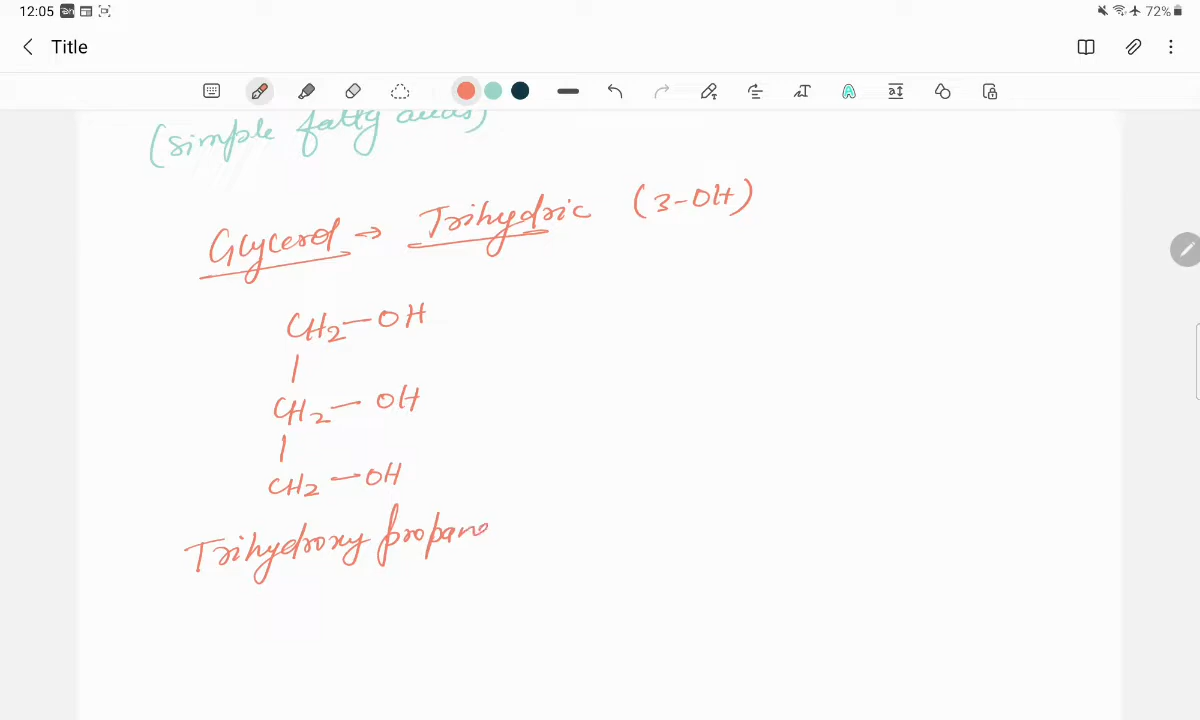 12:05
72%
Title
(simple fatty acids)
Glycerol → Trihydric (3-OH)
CH2-OH
CH2-OH
CH2-OH
Trihydroxy propane